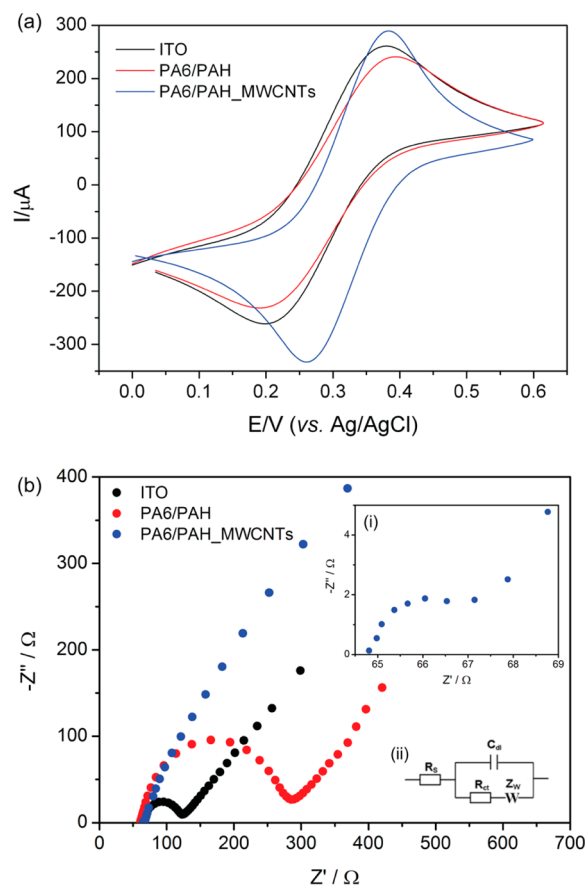 (a)
ITO
PA6/PAH
PA6/PAH_MWCNTs
I/µA
300
200
100
0
-100
-200
-300
0.0 0.1 0.2 0.3 0.4 0.5 0.6
E/V (vs. Ag/AgCl)
(b)
ITO
PA6/PAH
PA6/PAH_MWCNTs
-Z'' / Ω
400
300
200
100
0
0 100 200 300 400 500 600 700
Z' / Ω
(i)
-Z'' / Ω
4
2
0
65 66 67 68 69
Z' / Ω
(ii)
Cdl
RS
Rct ZW
W